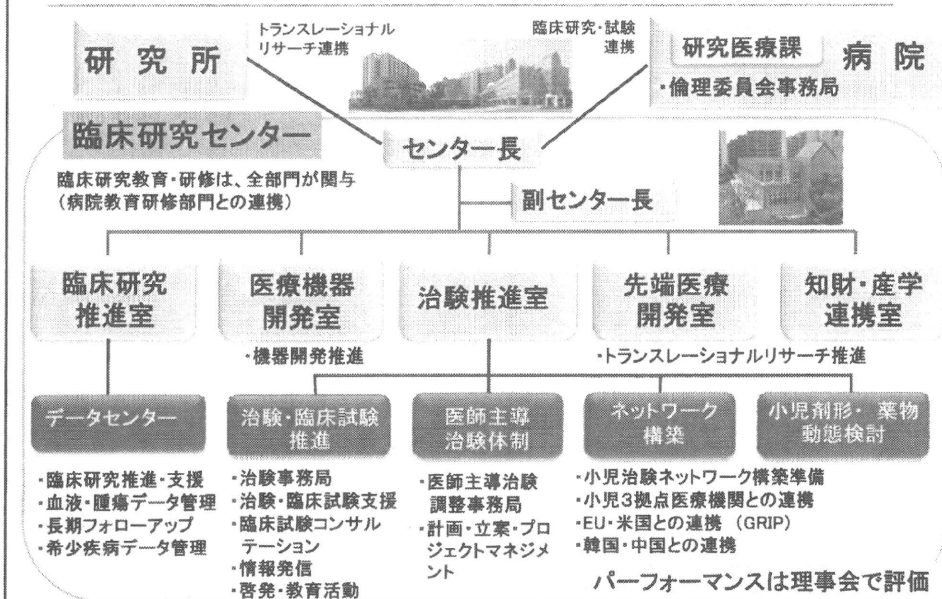 研究所
トランスレーショナル
リサーチ連携
臨床研究・試験
連携
研究医療課
・倫理委員会事務局
病院
臨床研究センター
センター長
臨床研究教育・研修は、全部門が関与
（病院教育研修部門との連携）
副センター長
臨床研究
推進室
医療機器
開発室
・機器開発推進
治験推進室
先端医療
開発室
知財・産学
連携室
・トランスレーショナルリサーチ推進
データセンター
・臨床研究推進・支援
・血液・腫瘍データ管理
・長期フォローアップ
・希少疾病データ管理
治験・臨床試験
推進
・治験事務局
・治験・臨床試験支援
・臨床試験コンサル
テーション
・情報発信
・啓発・教育活動
医師主導
治験体制
・医師主導治験
調整事務局
・計画・立案・プロ
ジェクトマネジメ
ント
ネットワーク
構築
・小児治験ネットワーク構築準備
・小児3拠点医療機関との連携
・EU・米国との連携 （GRIP）
・韓国・中国との連携
小児剤形・ 薬物
動態検討
パーフォーマンスは理事会で評価